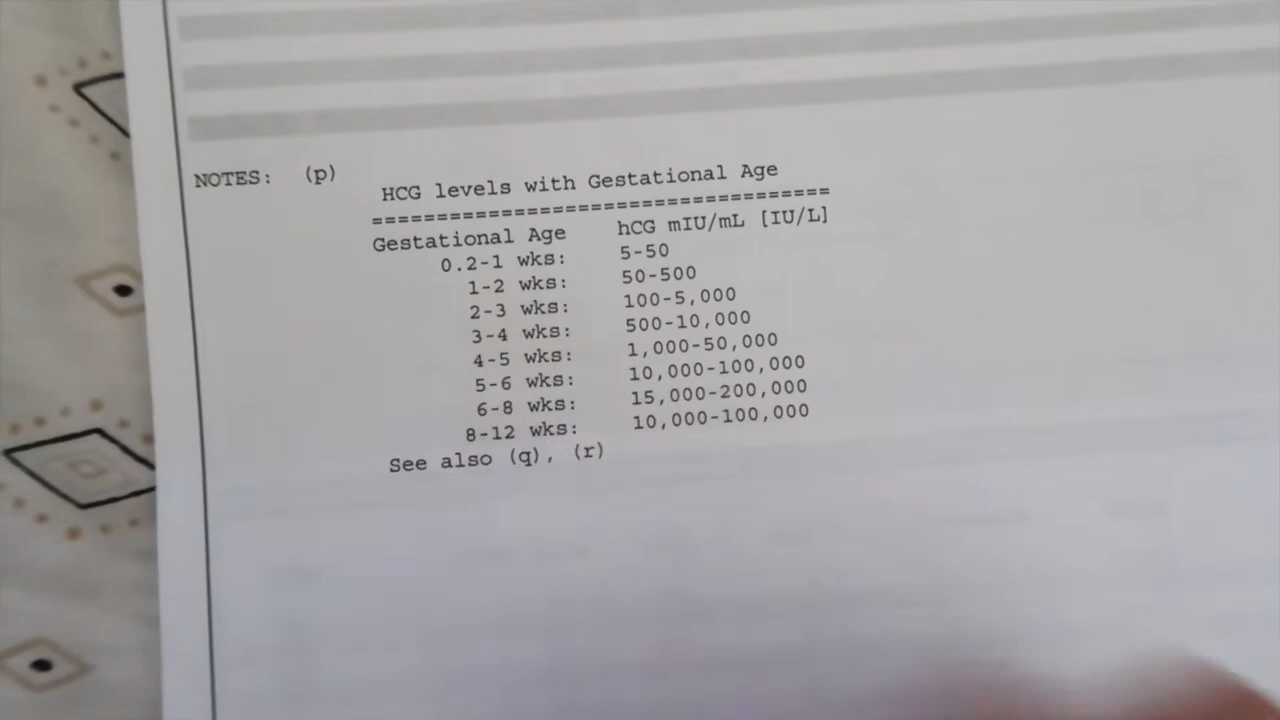 NOTES: (p)
HCG levels with Gestational Age
===================================
Gestational Age hCG mIU/mL [IU/L]
0.2-1 wks: 5-50
1-2 wks: 50-500
2-3 wks: 100-5,000
3-4 wks: 500-10,000
4-5 wks: 1,000-50,000
5-6 wks: 10,000-100,000
6-8 wks: 15,000-200,000
8-12 wks: 10,000-100,000
See also (q), (r)